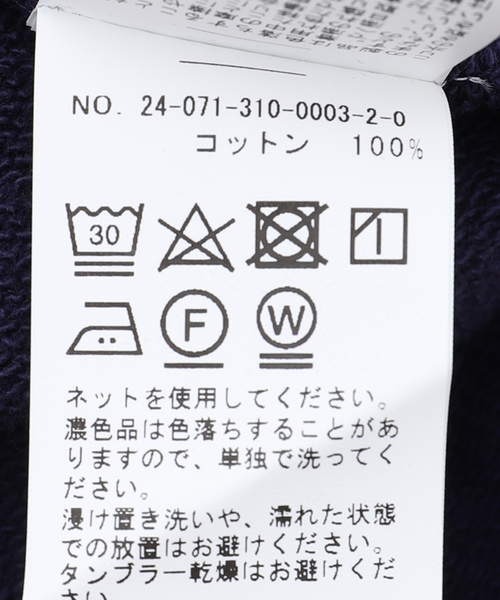 NO. 24-071-310-0003-2-0
コットン 100%
30
F
W
ネットを使用してください。
濃色品は色落ちすることがあ
りますので、単独で洗ってく
ださい。
浸け置き洗いや、濡れた状態
での放置はお避けください。
タンブラー乾燥はお避けくだ
さい